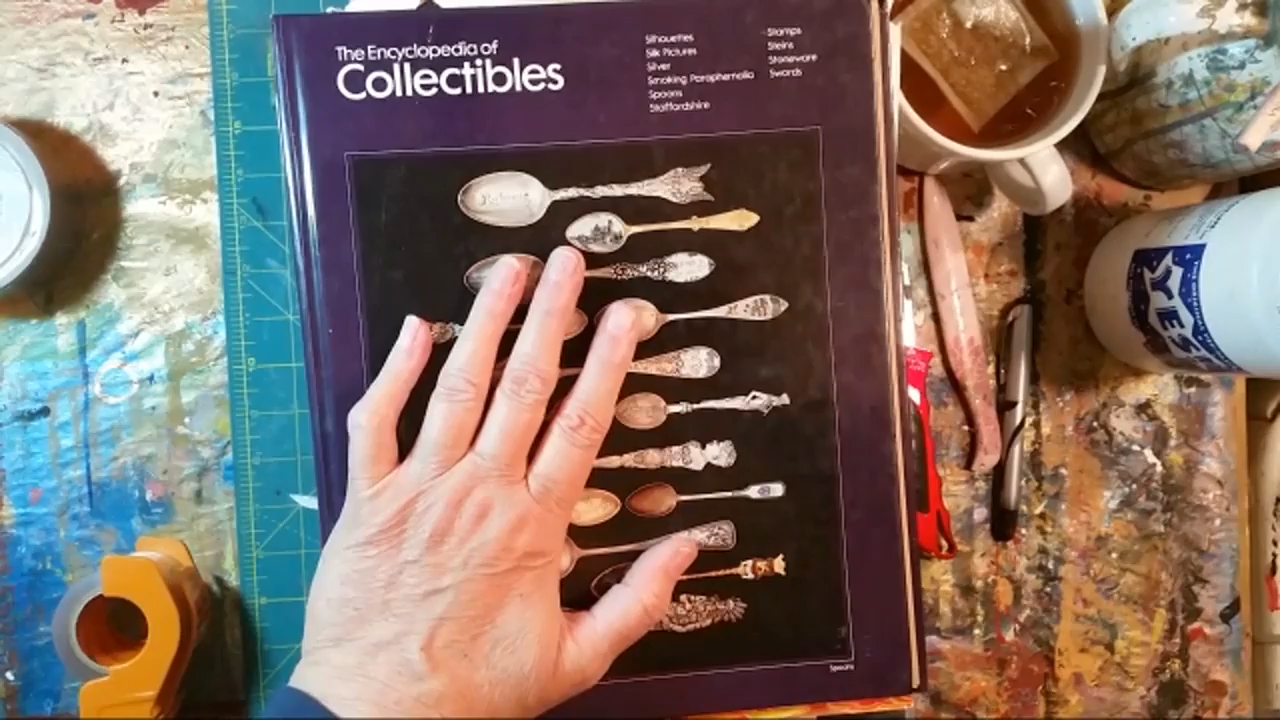 The Encyclopedia of
Collectibles
Silhouettes
Silk Pictures
Silver
Smoking Paraphernalia
Spoons
Staffordshire
Stamps
Steins
Stoneware
Swords
Spoons
YES!